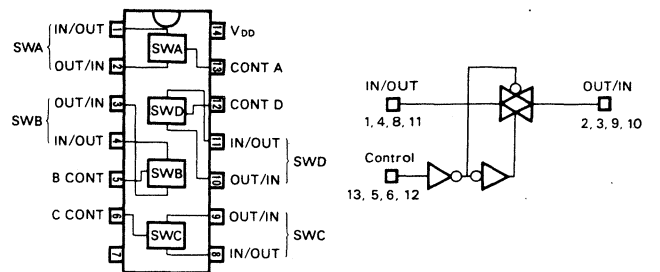 IN/OUT 1 14 VDD
SWA SWA
OUT/IN 2 13 CONT A
OUT/IN 3 12 CONT D
SWD
SWB
IN/OUT 4 11 IN/OUT
SWD
B CONT 5 SWB 10 OUT/IN
C CONT 6 9 OUT/IN
SWC SWC
7 8 IN/OUT
IN/OUT OUT/IN
1, 4, 8, 11 2, 3, 9, 10
Control
13, 5, 6, 12